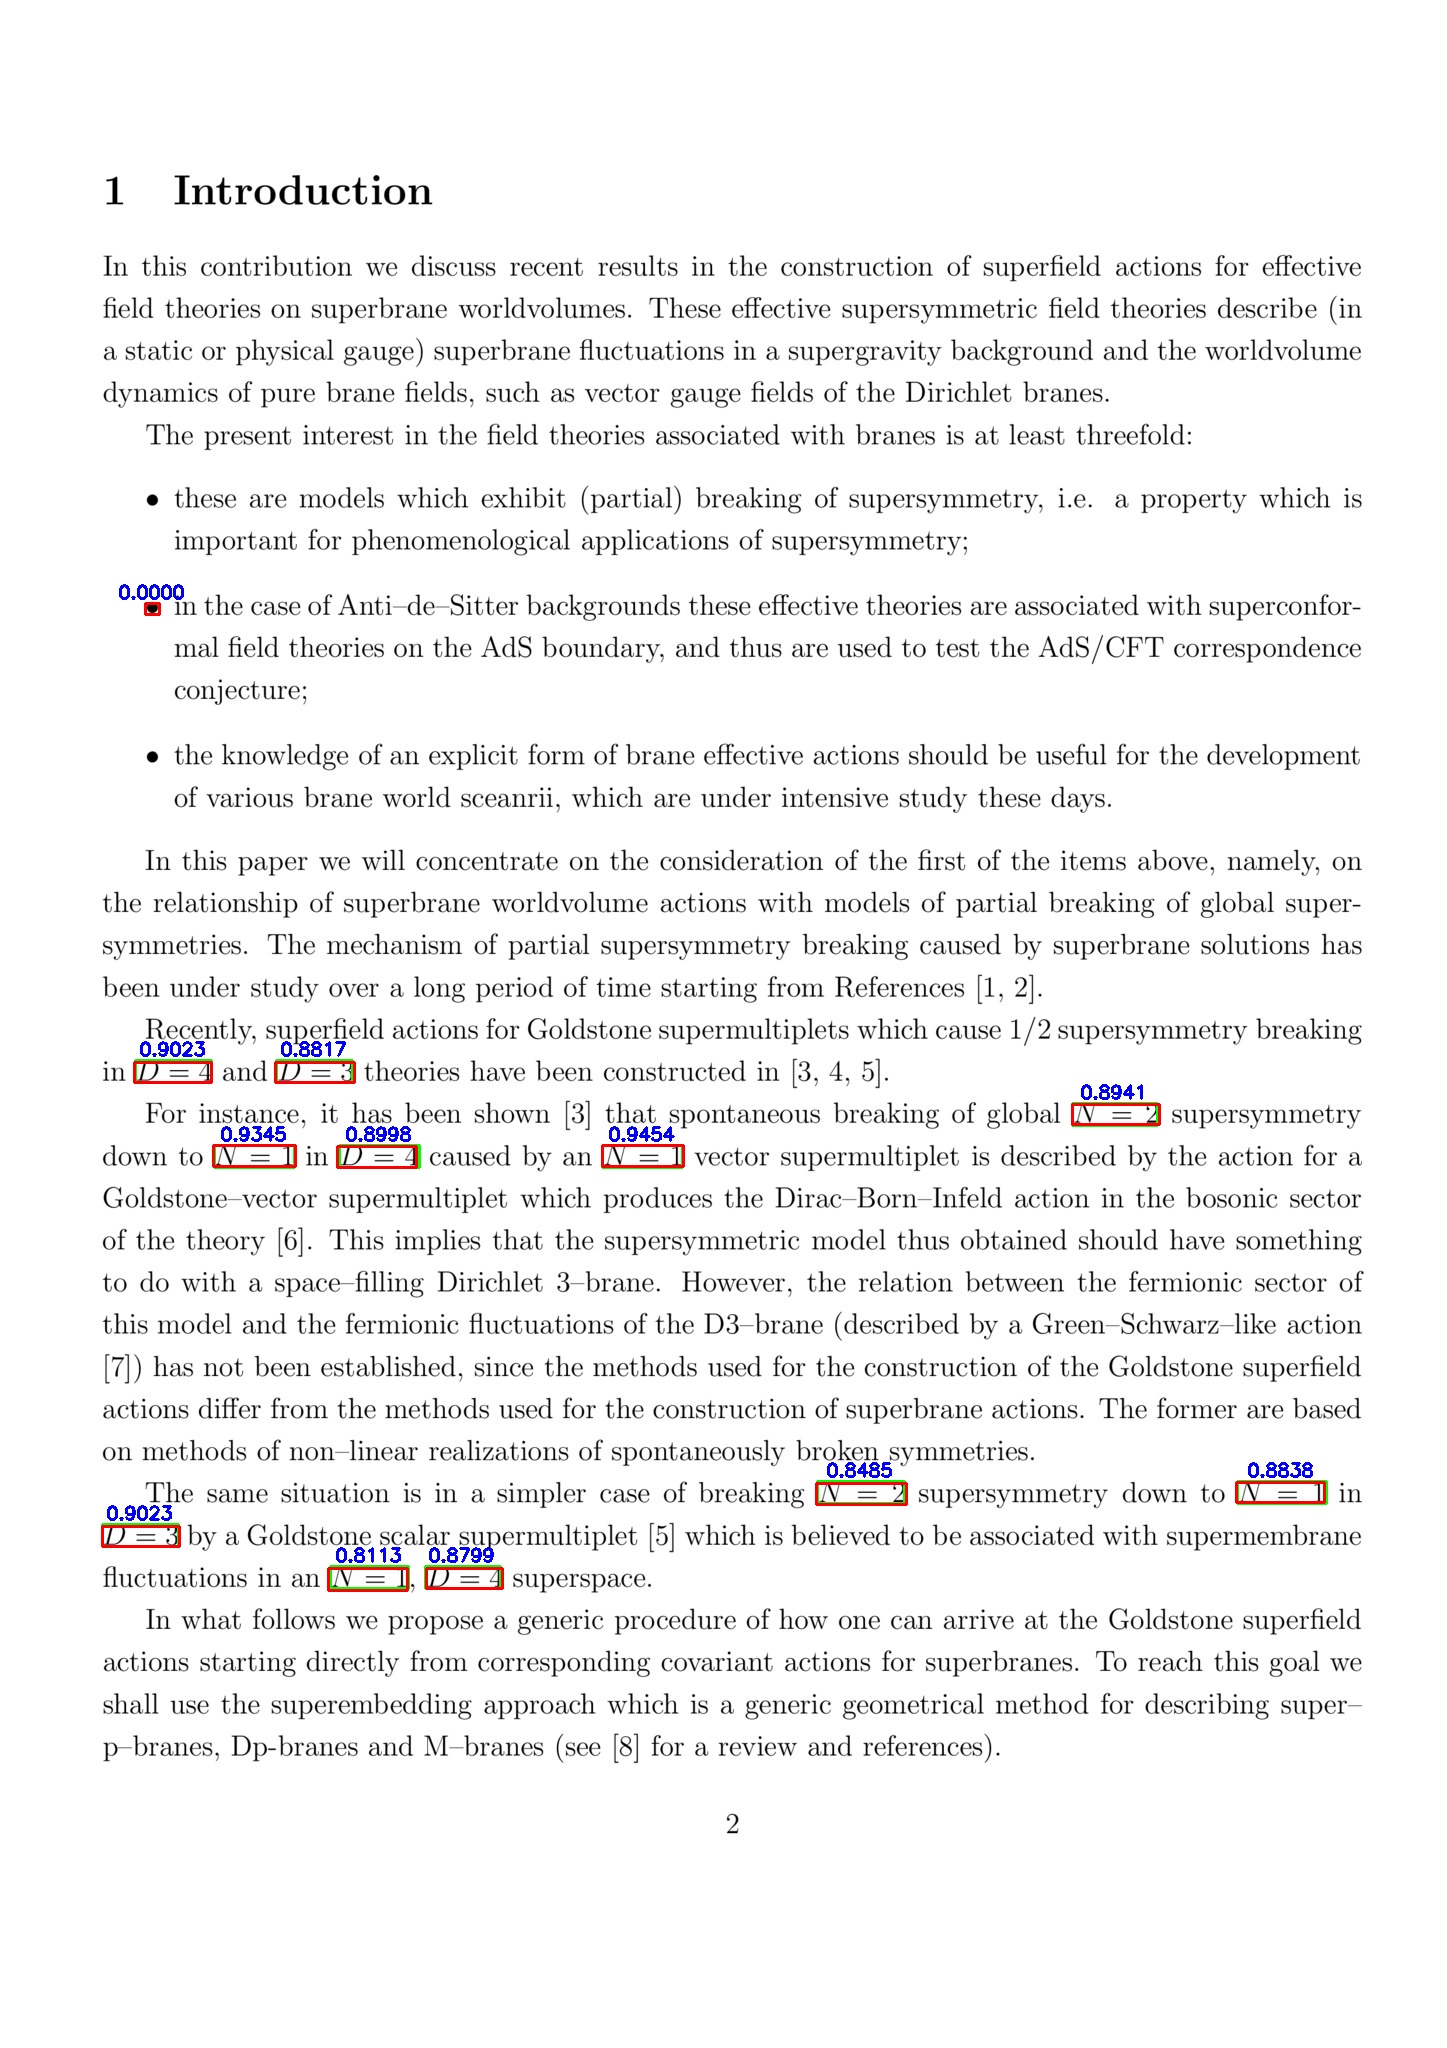 1 Introduction
In this contribution we discuss recent results in the construction of superfield actions for effective
field theories on superbrane worldvolumes. These effective supersymmetric field theories describe (in
a static or physical gauge) superbrane fluctuations in a supergravity background and the worldvolume
dynamics of pure brane fields, such as vector gauge fields of the Dirichlet branes.
The present interest in the field theories associated with branes is at least threefold:
• these are models which exhibit (partial) breaking of supersymmetry, i.e. a property which is
important for phenomenological applications of supersymmetry;
0.0000
• in the case of Anti–de–Sitter backgrounds these effective theories are associated with superconfor-
mal field theories on the AdS boundary, and thus are used to test the AdS/CFT correspondence
conjecture;
• the knowledge of an explicit form of brane effective actions should be useful for the development
of various brane world sceanrii, which are under intensive study these days.
In this paper we will concentrate on the consideration of the first of the items above, namely, on
the relationship of superbrane worldvolume actions with models of partial breaking of global super-
symmetries. The mechanism of partial supersymmetry breaking caused by superbrane solutions has
been under study over a long period of time starting from References [1, 2].
Recently, superfield actions for Goldstone supermultiplets which cause 1/2 supersymmetry breaking
0.9023 0.8817
in D = 4 and D = 3 theories have been constructed in [3, 4, 5].
0.8941
For instance, it has been shown [3] that spontaneous breaking of global N = 2 supersymmetry
0.9345 0.8998 0.9454
down to N = 1 in D = 4 caused by an N = 1 vector supermultiplet is described by the action for a
Goldstone–vector supermultiplet which produces the Dirac–Born–Infeld action in the bosonic sector
of the theory [6]. This implies that the supersymmetric model thus obtained should have something
to do with a space–filling Dirichlet 3–brane. However, the relation between the fermionic sector of
this model and the fermionic fluctuations of the D3–brane (described by a Green–Schwarz–like action
[7]) has not been established, since the methods used for the construction of the Goldstone superfield
actions differ from the methods used for the construction of superbrane actions. The former are based
on methods of non–linear realizations of spontaneously broken symmetries.
0.8485 0.8838
The same situation is in a simpler case of breaking N = 2 supersymmetry down to N = 1 in
0.9023
D = 3 by a Goldstone scalar supermultiplet [5] which is believed to be associated with supermembrane
0.8113 0.8799
fluctuations in an N = 1, D = 4 superspace.
In what follows we propose a generic procedure of how one can arrive at the Goldstone superfield
actions starting directly from corresponding covariant actions for superbranes. To reach this goal we
shall use the superembedding approach which is a generic geometrical method for describing super–
p–branes, Dp-branes and M–branes (see [8] for a review and references).
2